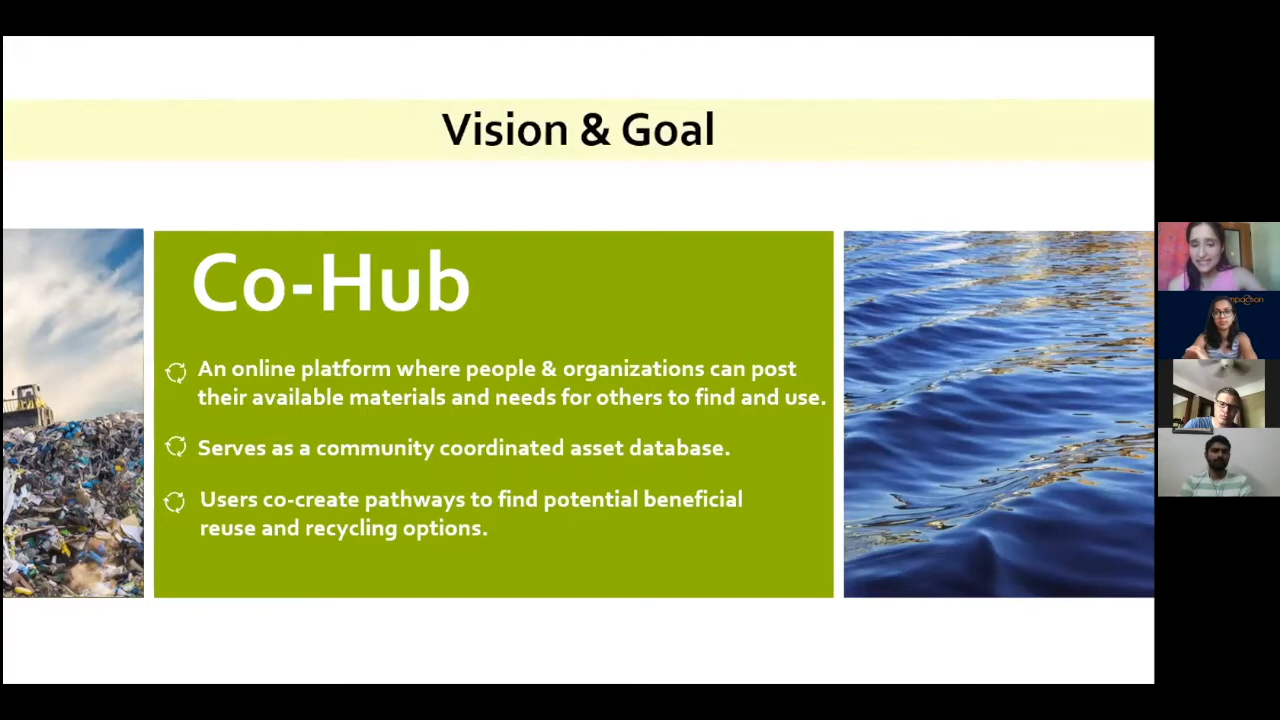 Vision & Goal
Co-Hub
An online platform where people & organizations can post
their available materials and needs for others to find and use.
Serves as a community coordinated asset database.
Users co-create pathways to find potential beneficial
reuse and recycling options.